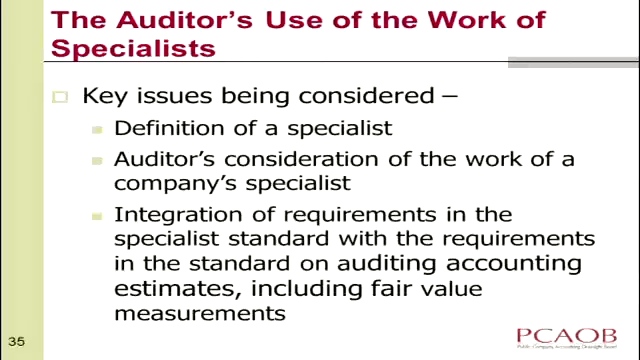 The Auditor's Use of the Work of
Specialists
Key issues being considered –
Definition of a specialist
Auditor's consideration of the work of a
company's specialist
Integration of requirements in the
specialist standard with the requirements
in the standard on auditing accounting
estimates, including fair value
measurements
35
PCAOB
Public Company Accounting Oversight Board